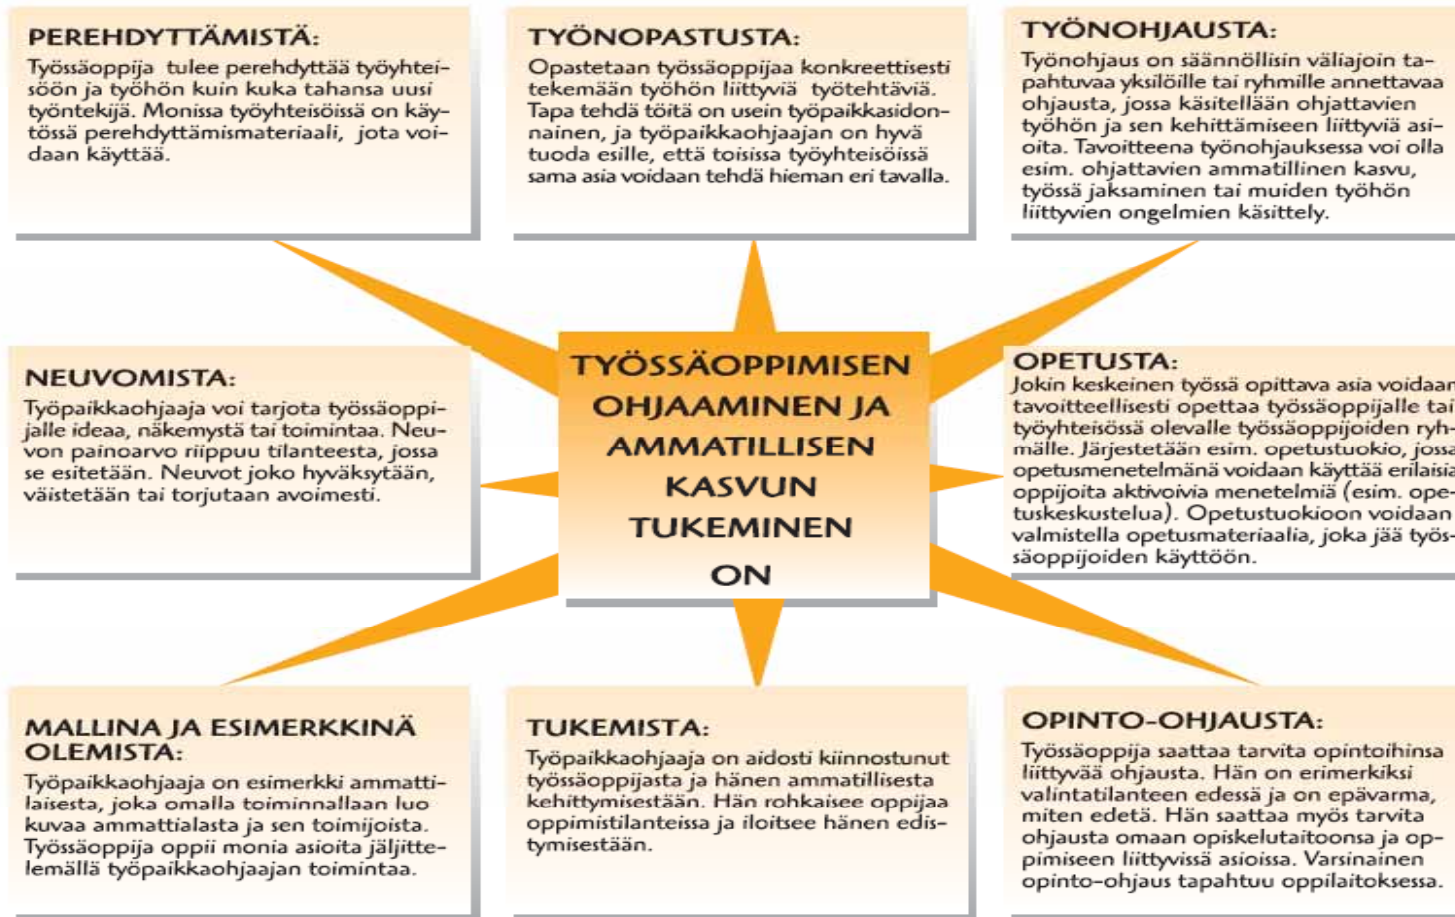 PEREHDYTTÄMISTÄ:
Työssäoppija tulee perehdyttää työyhtei-
söön ja työhön kuin kuka tahansa uusi
työntekijä. Monissa työyhteisöissä on käy-
tössä perehdyttämismateriaali, jota voi-
daan käyttää.
TYÖNOPASTUSTA:
Opastetaan työssäoppijaa konkreettisesti
tekemään työhön liittyviä työtehtäviä.
Tapa tehdä töitä on usein työpaikkasidon-
nainen, ja työpaikkaohjaajan on hyvä
tuoda esille, että toisissa työyhteisöissä
sama asia voidaan tehdä hieman eri tavalla.
TYÖNOHJAUSTA:
Työnohjaus on säännöllisin väliajoin ta-
pahtuvaa yksilöille tai ryhmille annettavaa
ohjausta, jossa käsitellään ohjattavien
työhön ja sen kehittämiseen liittyviä asi-
oita. Tavoitteena työnohjauksessa voi olla
esim. ohjattavien ammatillinen kasvu,
työssä jaksaminen tai muiden työhön
liittyvien ongelmien käsittely.
NEUVOMISTA:
Työpaikkaohjaaja voi tarjota työssäoppi-
jalle ideaa, näkemystä tai toimintaa. Neu-
von painoarvo riippuu tilanteesta, jossa
se esitetään. Neuvot joko hyväksytään,
väistetään tai torjutaan avoimesti.
TYÖSSÄOPPIMISEN
OHJAAMINEN JA
AMMATILLISEN
KASVUN
TUKEMINEN
ON
OPETUSTA:
Jokin keskeinen työssä opittava asia voidaan
tavoitteellisesti opettaa työssäoppijalle tai
työyhteisössä olevalle työssäoppijoiden ryh-
mälle. Järjestetään esim. opetustuokio, jossa
opetusmenetelmänä voidaan käyttää erilaisia
oppijoita aktivoivia menetelmiä (esim. ope-
tuskeskustelua). Opetustuokioon voidaan
valmistella opetusmateriaalia, joka jää työs-
säoppijoiden käyttöön.
MALLINA JA ESIMERKKINÄ
OLEMISTA:
Työpaikkaohjaaja on esimerkki ammatti-
laisesta, joka omalla toiminnallaan luo
kuvaa ammattialasta ja sen toimijoista.
Työssäoppija oppii monia asioita jäljitte-
lemällä työpaikkaohjaajan toimintaa.
TUKEMISTA:
Työpaikkaohjaaja on aidosti kiinnostunut
työssäoppijasta ja hänen ammatillisesta
kehittymisestään. Hän rohkaisee oppijaa
oppimistilanteissa ja iloitsee hänen edis-
tymisestään.
OPINTO-OHJAUSTA:
Työssäoppija saattaa tarvita opintoihinsa
liittyvää ohjausta. Hän on erimerkiksi
valintatilanteen edessä ja on epävarma,
miten edetä. Hän saattaa myös tarvita
ohjausta omaan opiskelutaitoonsa ja op-
pimiseen liittyvissä asioissa. Varsinainen
opinto-ohjaus tapahtuu oppilaitoksessa.